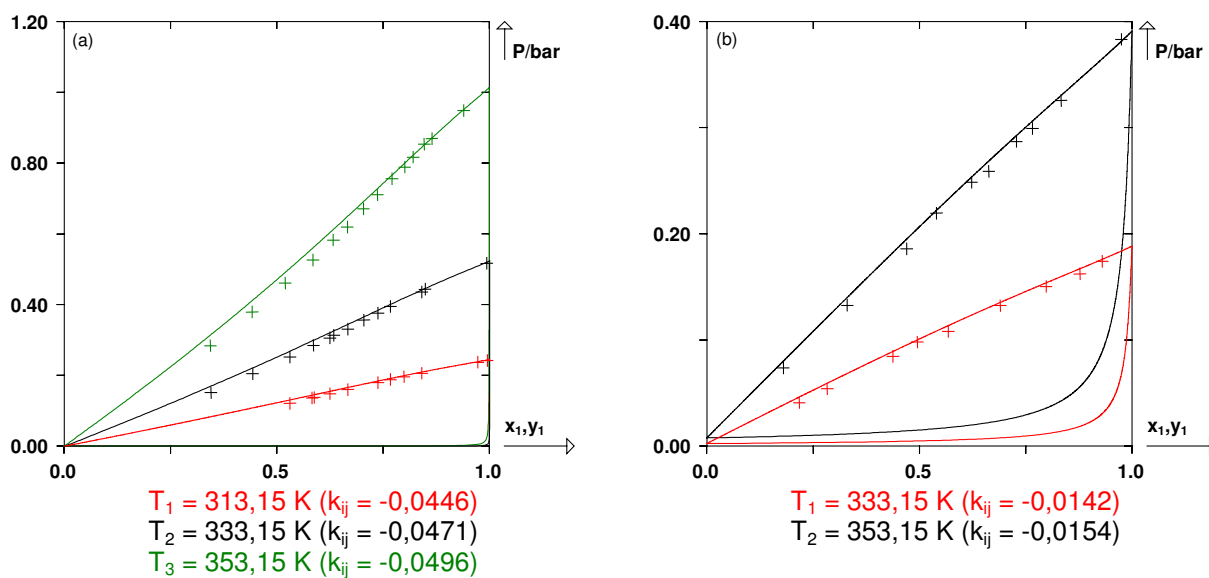 1.20
(a)
P/bar
0.80
0.40
0.00
x₁,y₁
0.0
0.5
1.0
T₁ = 313,15 K (kᵢⱼ = -0,0446)
T₂ = 333,15 K (kᵢⱼ = -0,0471)
T₃ = 353,15 K (kᵢⱼ = -0,0496)
0.40
(b)
P/bar
0.20
0.00
x₁,y₁
0.0
0.5
1.0
T₁ = 333,15 K (kᵢⱼ = -0,0142)
T₂ = 353,15 K (kᵢⱼ = -0,0154)